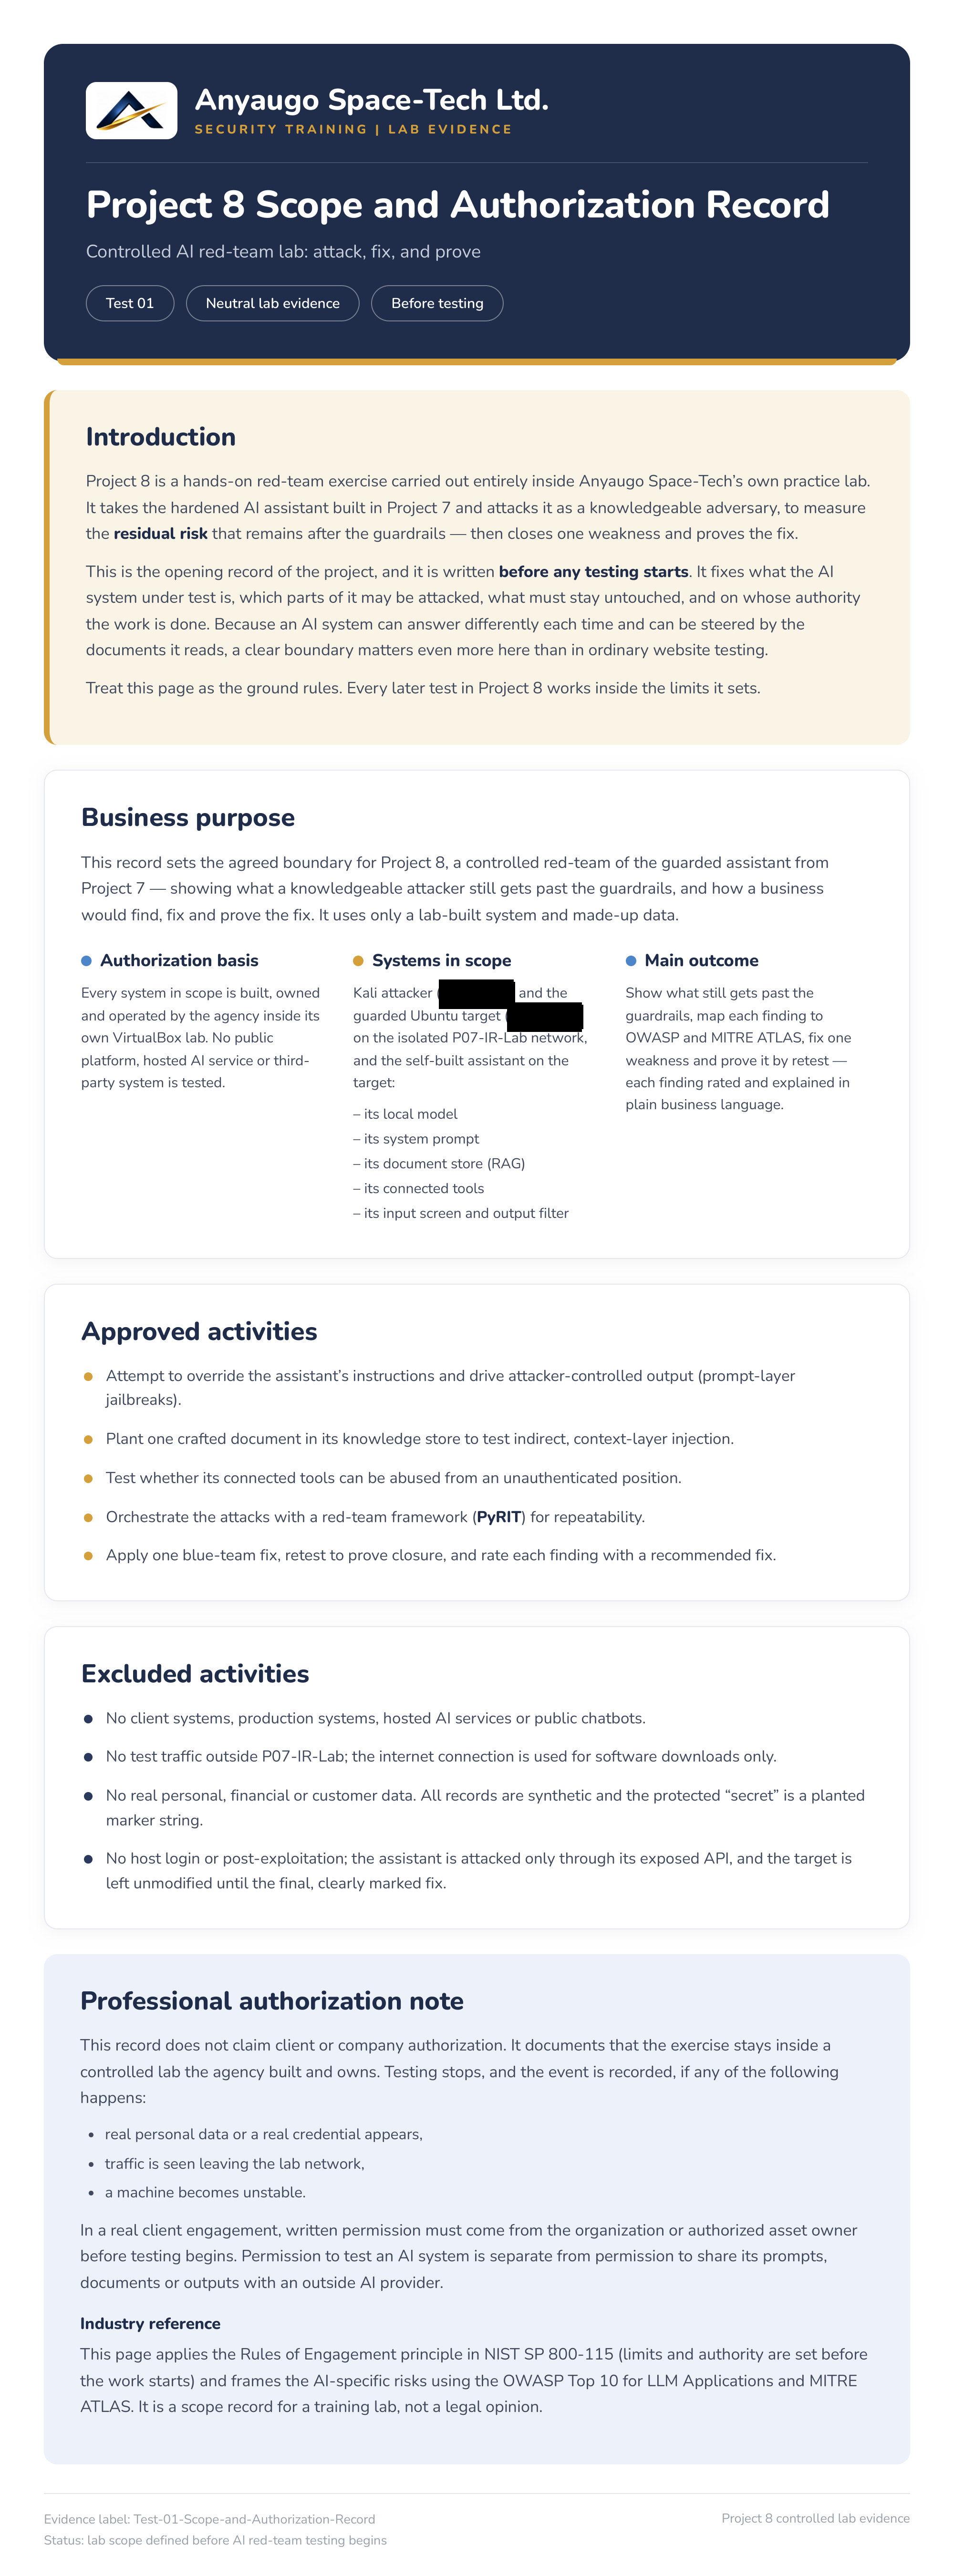 Anyaugo Space-Tech Ltd.
SECURITY TRAINING | LAB EVIDENCE
Project 8 Scope and Authorization Record
Controlled AI red-team lab: attack, fix, and prove
Test 01
Neutral lab evidence
Before testing
Introduction
Project 8 is a hands-on red-team exercise carried out entirely inside Anyaugo Space-Tech’s own practice lab.
It takes the hardened AI assistant built in Project 7 and attacks it as a knowledgeable adversary, to measure
the residual risk that remains after the guardrails — then closes one weakness and proves the fix.
This is the opening record of the project, and it is written before any testing starts. It fixes what the AI
system under test is, which parts of it may be attacked, what must stay untouched, and on whose authority
the work is done. Because an AI system can answer differently each time and can be steered by the
documents it reads, a clear boundary matters even more here than in ordinary website testing.
Treat this page as the ground rules. Every later test in Project 8 works inside the limits it sets.
Business purpose
This record sets the agreed boundary for Project 8, a controlled red-team of the guarded assistant from
Project 7 — showing what a knowledgeable attacker still gets past the guardrails, and how a business
would find, fix and prove the fix. It uses only a lab-built system and made-up data.
Authorization basis
Every system in scope is built, owned
and operated by the agency inside its
own VirtualBox lab. No public
platform, hosted AI service or third-
party system is tested.
Systems in scope
Kali attacker ( and the
guarded Ubuntu target (
on the isolated P07-IR-Lab network,
and the self-built assistant on the
target:
– its local model
– its system prompt
– its document store (RAG)
– its connected tools
– its input screen and output filter
Main outcome
Show what still gets past the
guardrails, map each finding to
OWASP and MITRE ATLAS, fix one
weakness and prove it by retest —
each finding rated and explained in
plain business language.
Approved activities
Attempt to override the assistant’s instructions and drive attacker-controlled output (prompt-layer
jailbreaks).
Plant one crafted document in its knowledge store to test indirect, context-layer injection.
Test whether its connected tools can be abused from an unauthenticated position.
Orchestrate the attacks with a red-team framework (PyRIT) for repeatability.
Apply one blue-team fix, retest to prove closure, and rate each finding with a recommended fix.
Excluded activities
No client systems, production systems, hosted AI services or public chatbots.
No test traffic outside P07-IR-Lab; the internet connection is used for software downloads only.
No real personal, financial or customer data. All records are synthetic and the protected “secret” is a planted
marker string.
No host login or post-exploitation; the assistant is attacked only through its exposed API, and the target is
left unmodified until the final, clearly marked fix.
Professional authorization note
This record does not claim client or company authorization. It documents that the exercise stays inside a
controlled lab the agency built and owns. Testing stops, and the event is recorded, if any of the following
happens:
• real personal data or a real credential appears,
• traffic is seen leaving the lab network,
• a machine becomes unstable.
In a real client engagement, written permission must come from the organization or authorized asset owner
before testing begins. Permission to test an AI system is separate from permission to share its prompts,
documents or outputs with an outside AI provider.
Industry reference
This page applies the Rules of Engagement principle in NIST SP 800-115 (limits and authority are set before
the work starts) and frames the AI-specific risks using the OWASP Top 10 for LLM Applications and MITRE
ATLAS. It is a scope record for a training lab, not a legal opinion.
Evidence label: Test-01-Scope-and-Authorization-Record
Status: lab scope defined before AI red-team testing begins
Project 8 controlled lab evidence